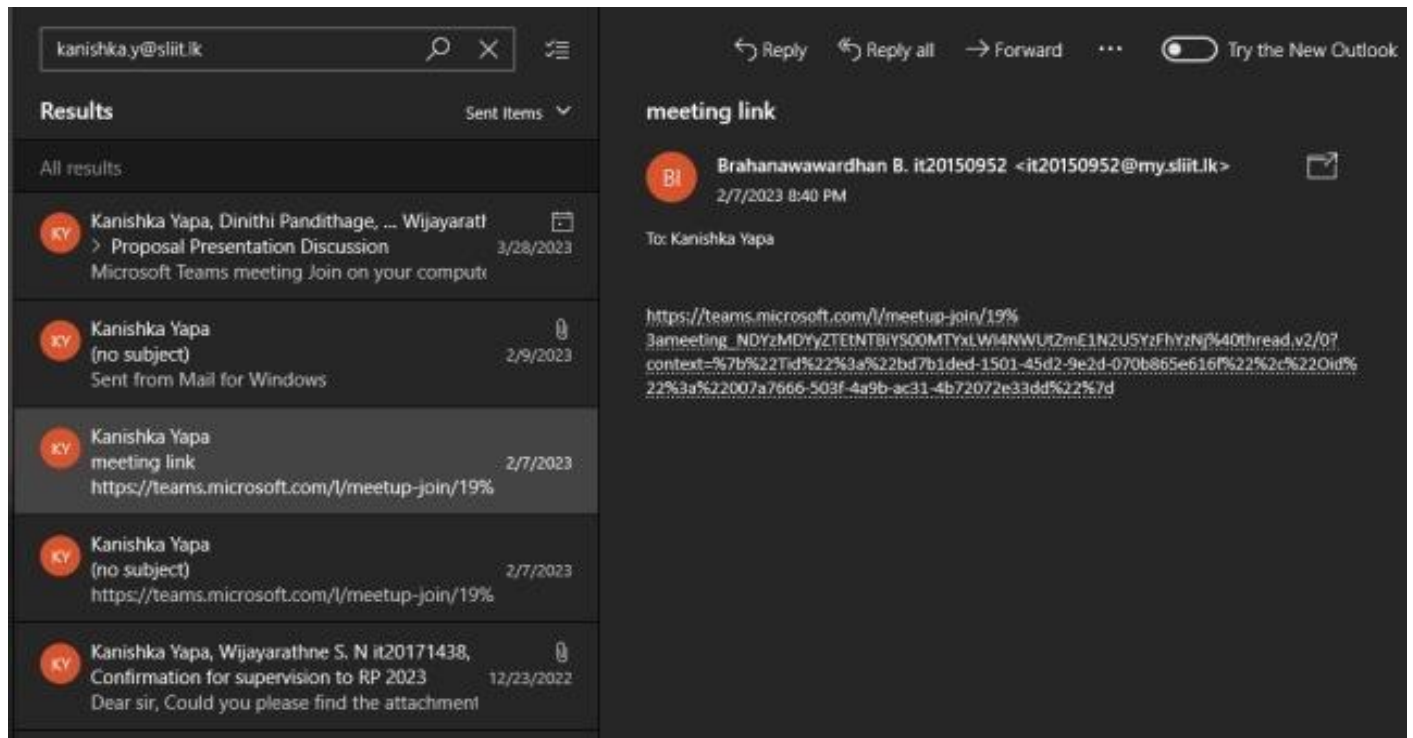 kanishka.y@sliit.lk
Results
Sent Items
All results
KY
Kanishka Yapa, Dinithi Pandithage, ... Wijayarath
> Proposal Presentation Discussion
3/28/2023
Microsoft Teams meeting Join on your compute
KY
Kanishka Yapa
(no subject)
2/9/2023
Sent from Mail for Windows
KY
Kanishka Yapa
meeting link
2/7/2023
https://teams.microsoft.com/l/meetup-join/19%
KY
Kanishka Yapa
(no subject)
2/7/2023
https://teams.microsoft.com/l/meetup-join/19%
KY
Kanishka Yapa, Wijayarathne S. N it20171438,
Confirmation for supervision to RP 2023
12/23/2022
Dear sir, Could you please find the attachment
Reply
Reply all
Forward
...
Try the New Outlook
meeting link
BI
Brahanawawardhan B. it20150952 <it20150952@my.sliit.lk>
2/7/2023 8:40 PM
To: Kanishka Yapa
https://teams.microsoft.com/l/meetup-join/19%
3ameeting_NDYzMDYyZTEtNTBiYS00MTYxLWI4NWUtZmE1N2U5YzFhYzNj%40thread.v2/0?
context=%7b%22Tid%22%3a%22bd7b1ded-1501-45d2-9e2d-070b865e616f%22%2c%22Oid%
22%3a%22007a7666-503f-4a9b-ac31-4b72072e33dd%22%7d